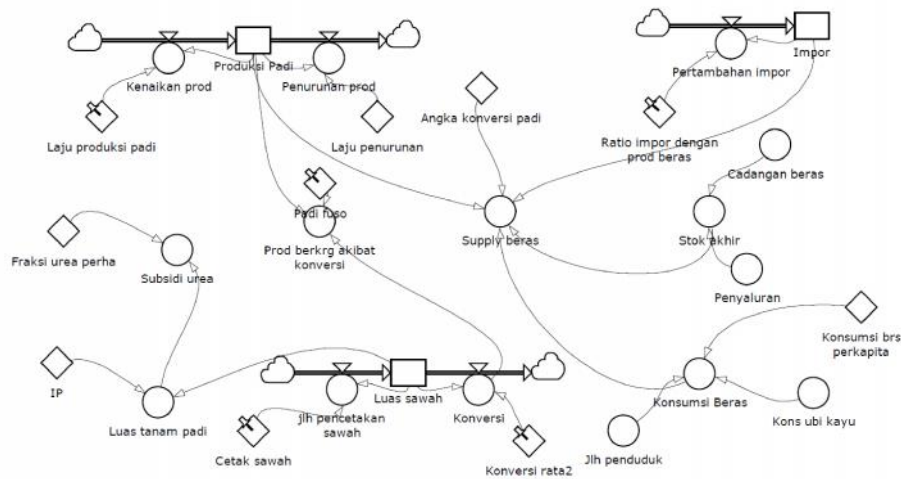 Produksi Padi
Kenaikan prod
Penurunan prod
Impor
Pertambahan impor
Laju produksi padi
Laju penurunan
Angka konversi padi
Ratio impor dengan
prod beras
Cadangan beras
Padi fuso
Prod berkrg akibat
konversi
Supply beras
Stok akhir
Fraksi urea perha
Subsidi urea
Penyaluran
Konsumsi brs
perkapita
IP
Luas tanam padi
Luas sawah
jlh pencetakan
sawah
Konversi
Konsumsi Beras
Kons ubi kayu
Cetak sawah
Konversi rata2
Jlh penduduk